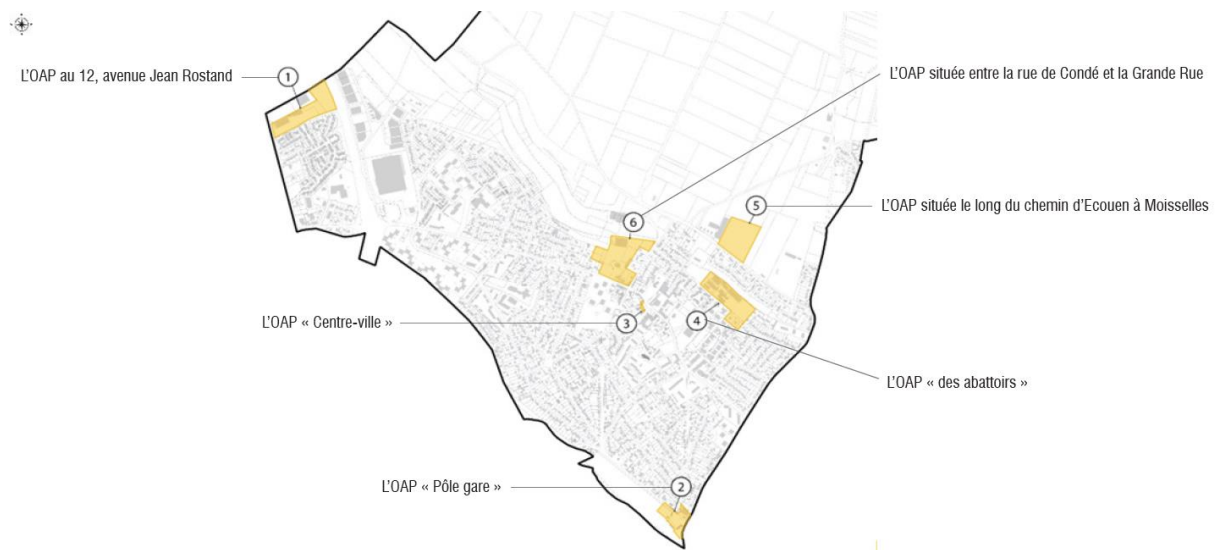 L'OAP au 12, avenue Jean Rostand
1
L'OAP située entre la rue de Condé et la Grande Rue
5
L'OAP située le long du chemin d'Ecouen à Moisselles
6
L'OAP « Centre-ville »
3
4
L'OAP « des abattoirs »
L'OAP « Pôle gare »
2